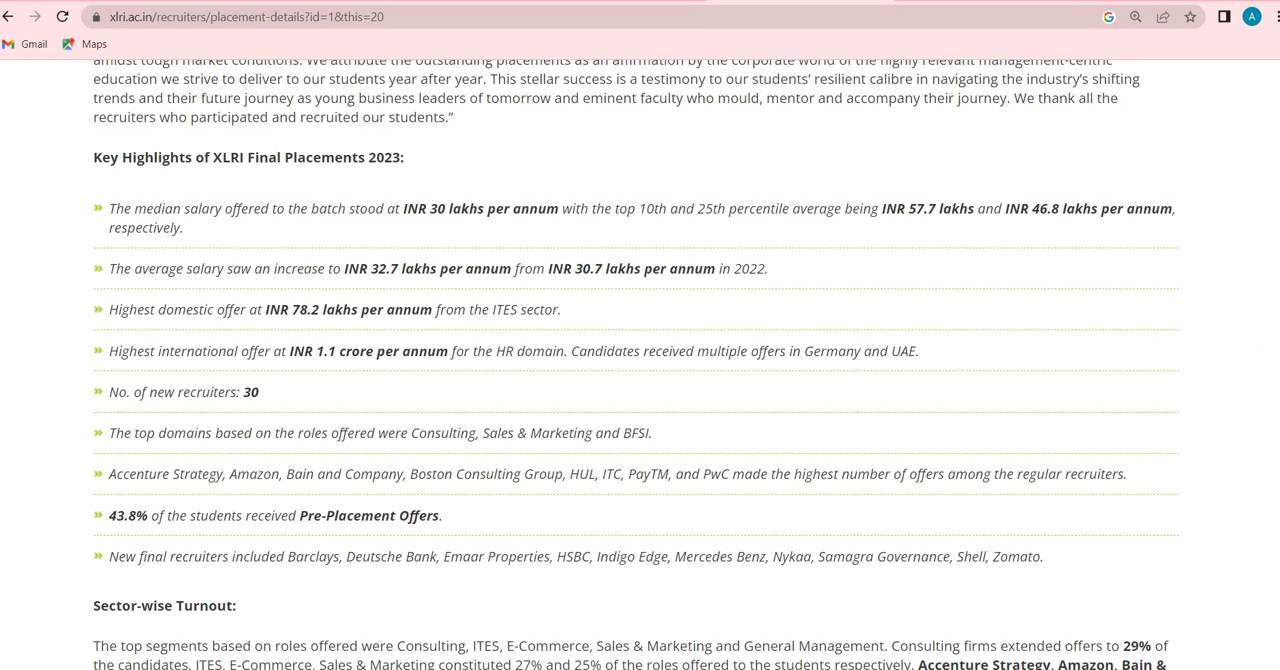 xlri.ac.in/recruiters/placement-details?id=1&this=20
A
Gmail
Maps
amidst tough market conditions. We attribute the outstanding placements as an affirmation by the corporate world of the highly relevant management-centric
education we strive to deliver to our students year after year. This stellar success is a testimony to our students’ resilient calibre in navigating the industry’s shifting
trends and their future journey as young business leaders of tomorrow and eminent faculty who mould, mentor and accompany their journey. We thank all the
recruiters who participated and recruited our students.”
Key Highlights of XLRI Final Placements 2023:
The median salary offered to the batch stood at INR 30 lakhs per annum with the top 10th and 25th percentile average being INR 57.7 lakhs and INR 46.8 lakhs per annum,
respectively.
The average salary saw an increase to INR 32.7 lakhs per annum from INR 30.7 lakhs per annum in 2022.
Highest domestic offer at INR 78.2 lakhs per annum from the ITES sector.
Highest international offer at INR 1.1 crore per annum for the HR domain. Candidates received multiple offers in Germany and UAE.
No. of new recruiters: 30
The top domains based on the roles offered were Consulting, Sales & Marketing and BFSI.
Accenture Strategy, Amazon, Bain and Company, Boston Consulting Group, HUL, ITC, PayTM, and PwC made the highest number of offers among the regular recruiters.
43.8% of the students received Pre-Placement Offers.
New final recruiters included Barclays, Deutsche Bank, Emaar Properties, HSBC, Indigo Edge, Mercedes Benz, Nykaa, Samagra Governance, Shell, Zomato.
Sector-wise Turnout:
The top segments based on roles offered were Consulting, ITES, E-Commerce, Sales & Marketing and General Management. Consulting firms extended offers to 29% of
the candidates. ITES, E-Commerce, Sales & Marketing constituted 27% and 25% of the roles offered to the students respectively. Accenture Strategy, Amazon, Bain &